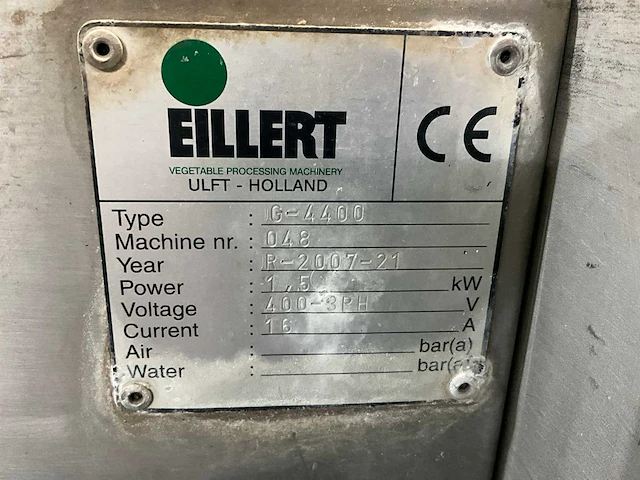 EILLERT
VEGETABLE PROCESSING MACHINERY
ULFT - HOLLAND
CE
Type : G-4400
Machine nr. : 048
Year : R-2007-21
Power : 1,5 kW
Voltage : 400-3PH V
Current : 16 A
Air : bar(a)
Water : bar(a)